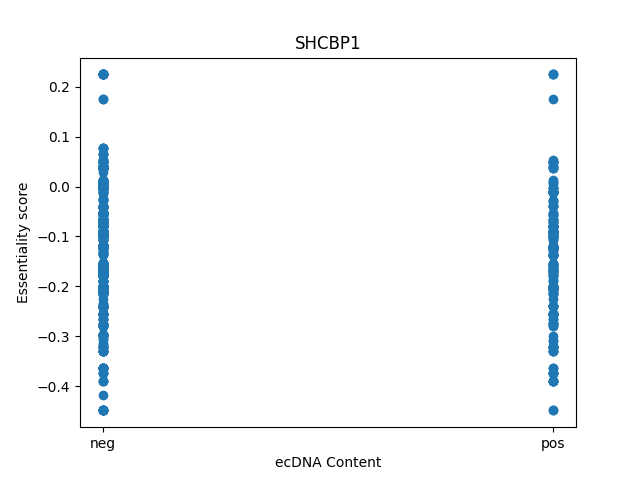 SHCBP1
0.2
0.1
0.0
−0.1
−0.2
−0.3
−0.4
Essentiality score
neg
pos
ecDNA Content